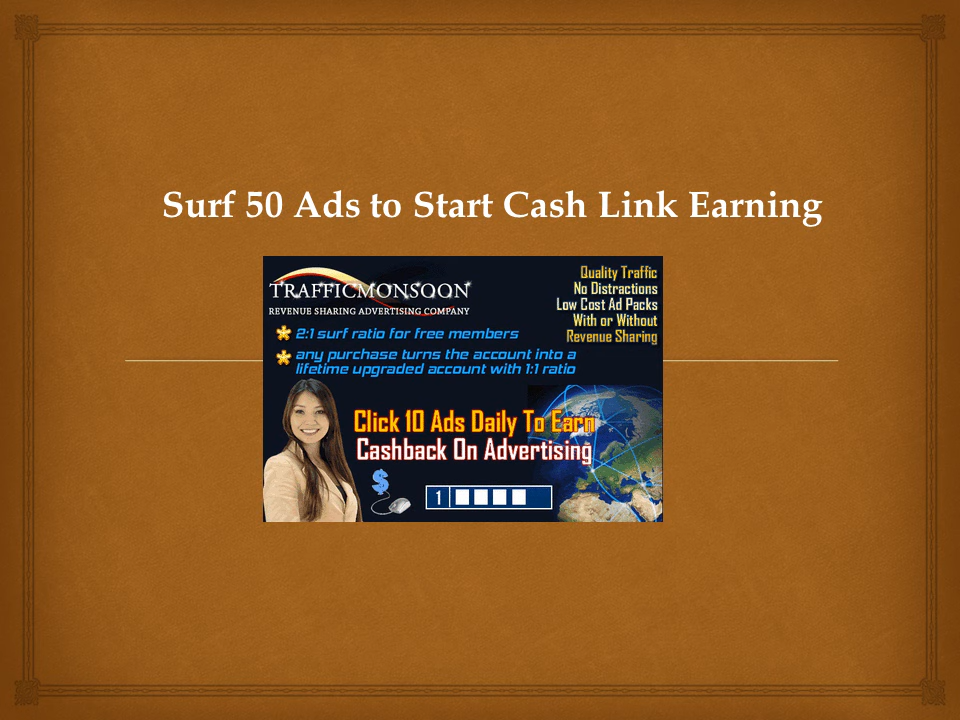 Surf 50 Ads to Start Cash Link Earning
TRAFFICMONSOON
REVENUE SHARING ADVERTISING COMPANY
Quality Traffic
No Distractions
Low Cost Ad Packs
With or Without
Revenue Sharing
2:1 surf ratio for free members
any purchase turns the account into a
lifetime upgraded account with 1:1 ratio
Click 10 Ads Daily To Earn
Cashback On Advertising
$
1